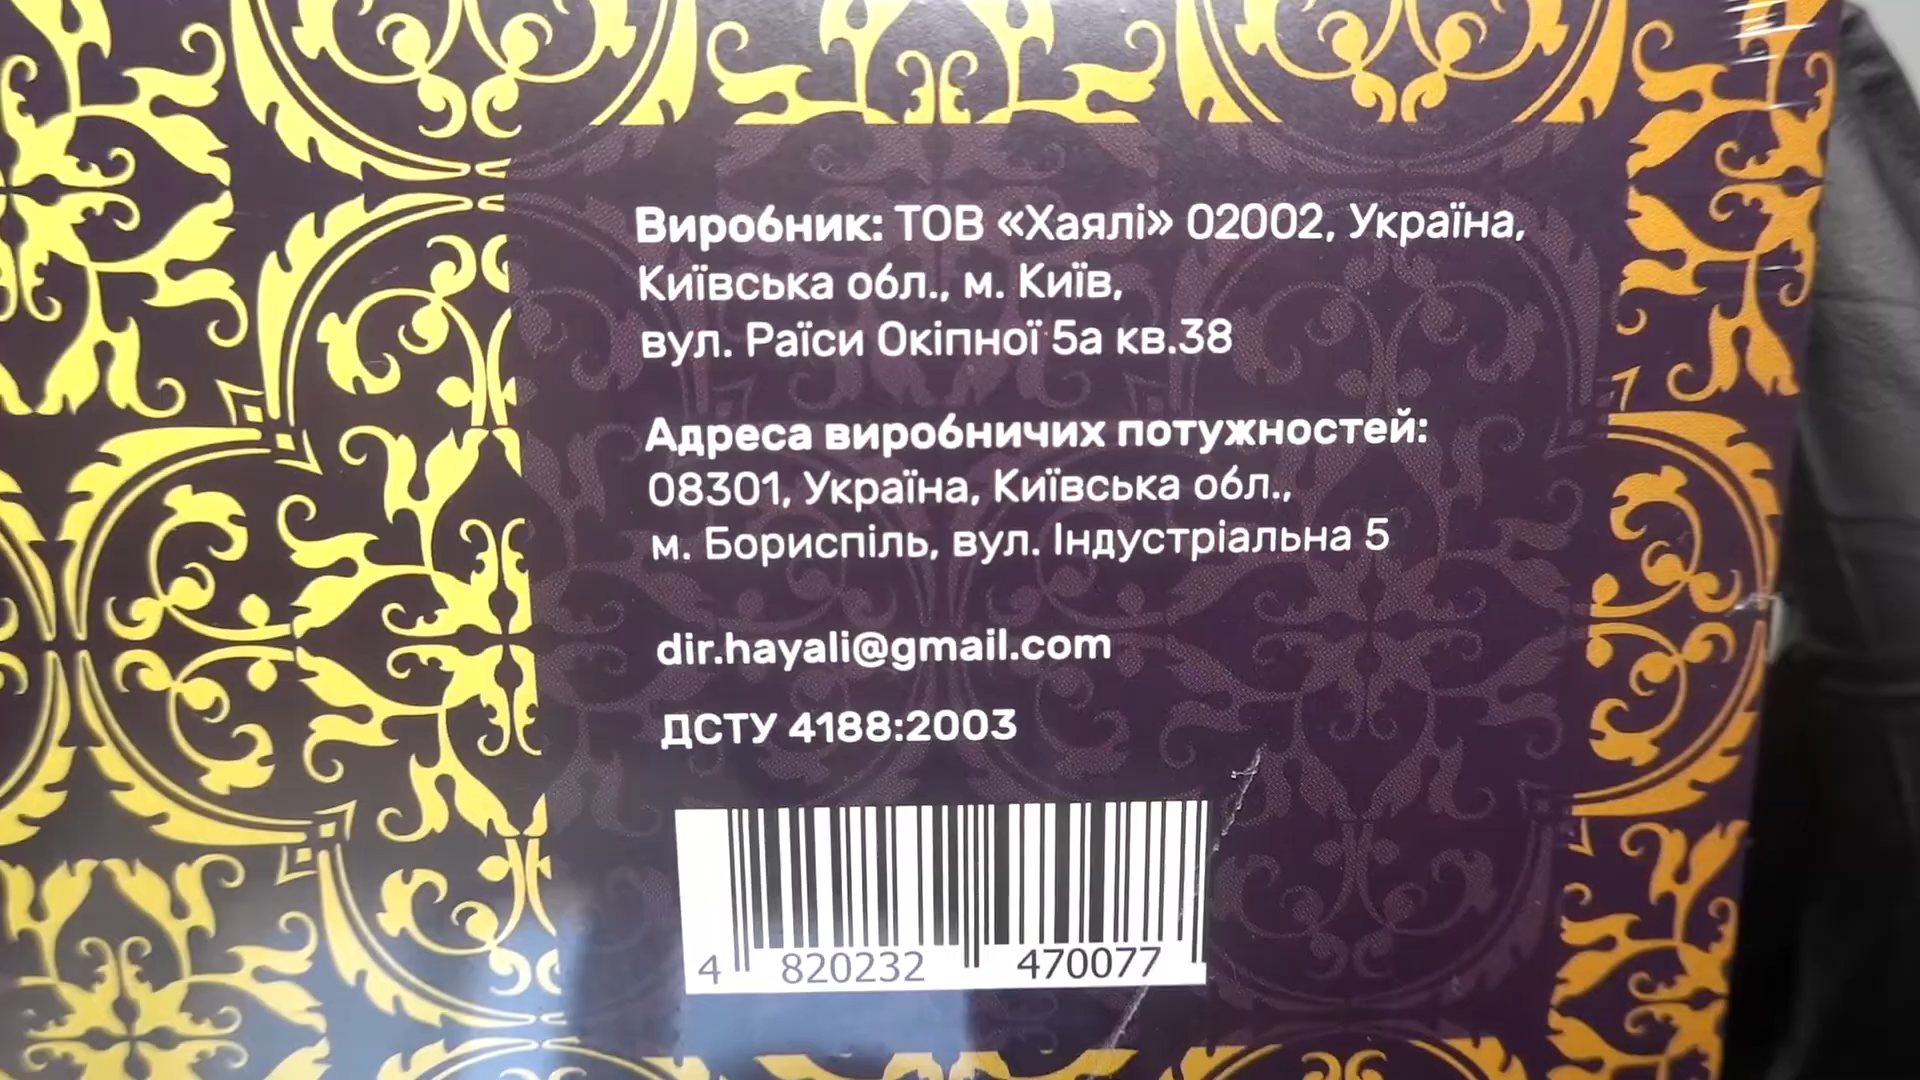 Виробник: ТОВ «Хаялі» 02002, Україна,
Київська обл., м. Київ,
вул. Раїси Окіпної 5а кв.38
Адреса виробничих потужностей:
08301, Україна, Київська обл.,
м. Бориспіль, вул. Індустріальна 5
dir.hayali@gmail.com
ДСТУ 4188:2003
4 820232 470077